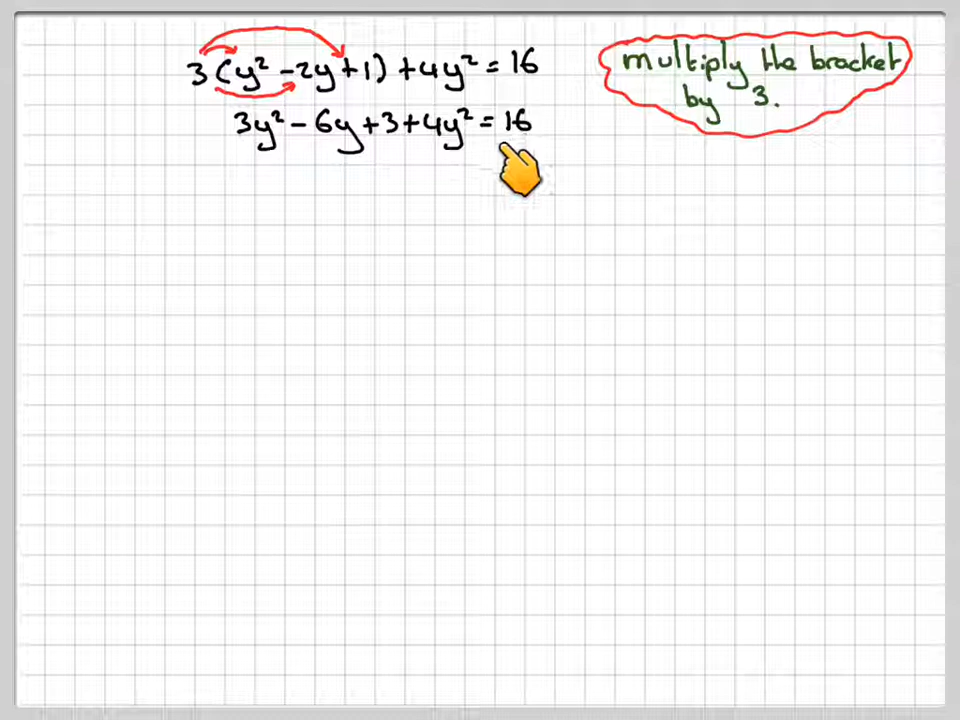 3(y² -2y+1) +4y² = 16
3y² - 6y +3 +4y² = 16
multiply the bracket
by 3.